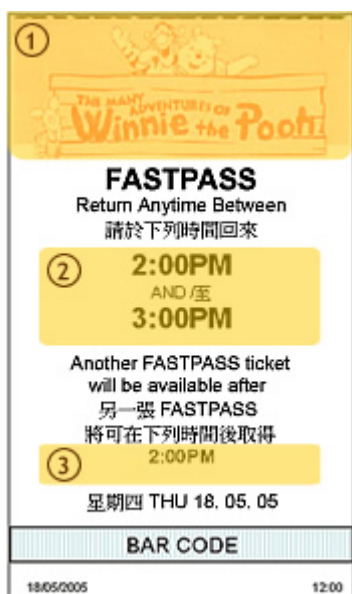 1
THE MANY ADVENTURES OF
Winnie the Pooh
FASTPASS
Return Anytime Between
請於下列時間回來
2
2:00PM
AND /至
3:00PM
Another FASTPASS ticket
will be available after
另一張 FASTPASS
將可在下列時間後取得
3
2:00PM
星期四 THU 18. 05. 05
BAR CODE
18/05/2005 12:00